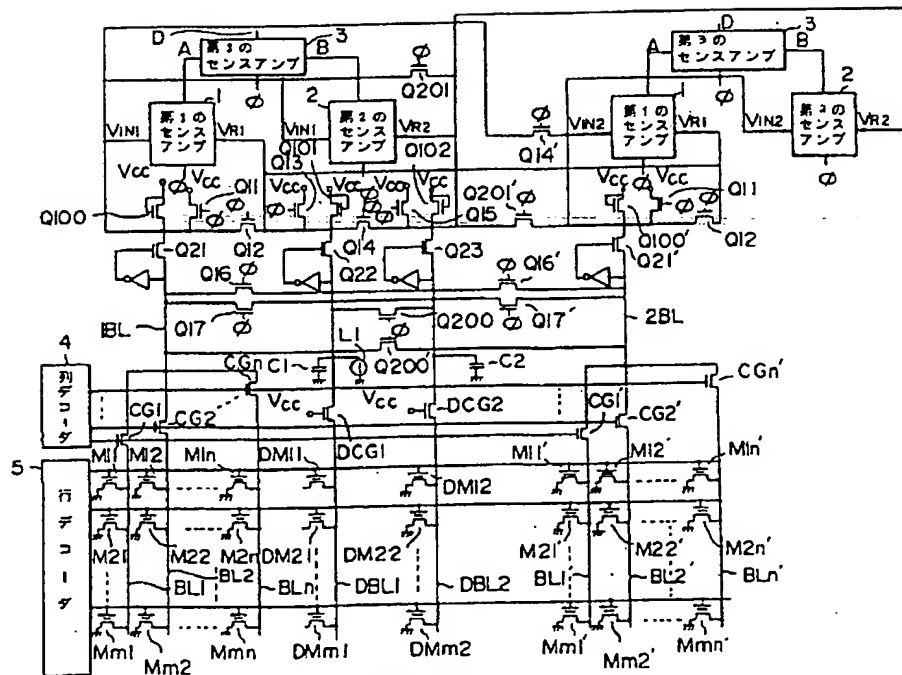 D 3 D 3
A 第3の センスアンプ B A 第3の センスアンプ B
Q201
1 2 1 2
VIN1 第1の センス アンプ VR1 VIN1 第2の センス アンプ VR2 Q14' VIN2 第1の センス アンプ VR1 VIN2 第2の センス アンプ VR2
Q101 Q13 Q102
VCC VCC VCC VCC VCC VCC VCC VCC
Q100 Q11 Q15 Q201' Q11
Q12 Q14 Q100' Q12
Q21 Q22 Q23 Q21'
Q16 Q16'
Q17 Q200 Q17'
1BL L1 2BL
C1 Q200' C2
4 CGn CGn'
列デコーダ VCC VCC
CG1 CG2 DCG1 DCG2 CG1' CG2'
5 M11 M12 M1n DM11 DM12 M11' M12' M1n'
行デコーダ
M21 M22 M2n DM21 DM22 M21' M22' M2n'
BL1 BL2 BLn DBL1 DBL2 BL1' BL2' BLn'
Mm1 Mm2 Mmn DMm1 DMm2 Mm1' Mm2' Mmn'